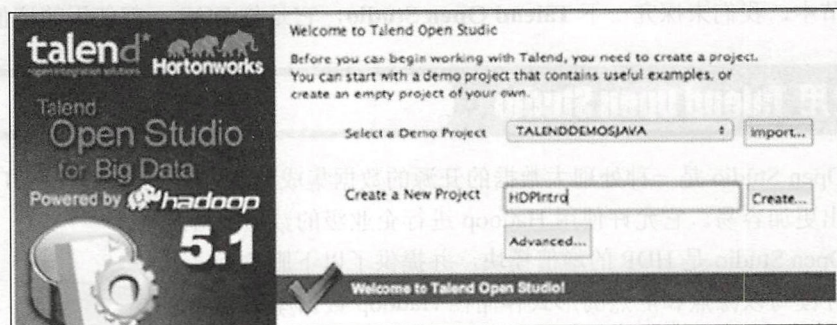 talend*
open integration solutions
Hortonworks
Talend
Open Studio
for Big Data
Powered by hadoop
5.1
Welcome to Talend Open Studio
Before you can begin working with Talend, you need to create a project.
You can start with a demo project that contains useful examples, or
create an empty project of your own.
Select a Demo Project TALENDDEMOSJAVA Import...
Create a New Project HDPIntro Create...
Advanced...
Welcome to Talend Open Studio!